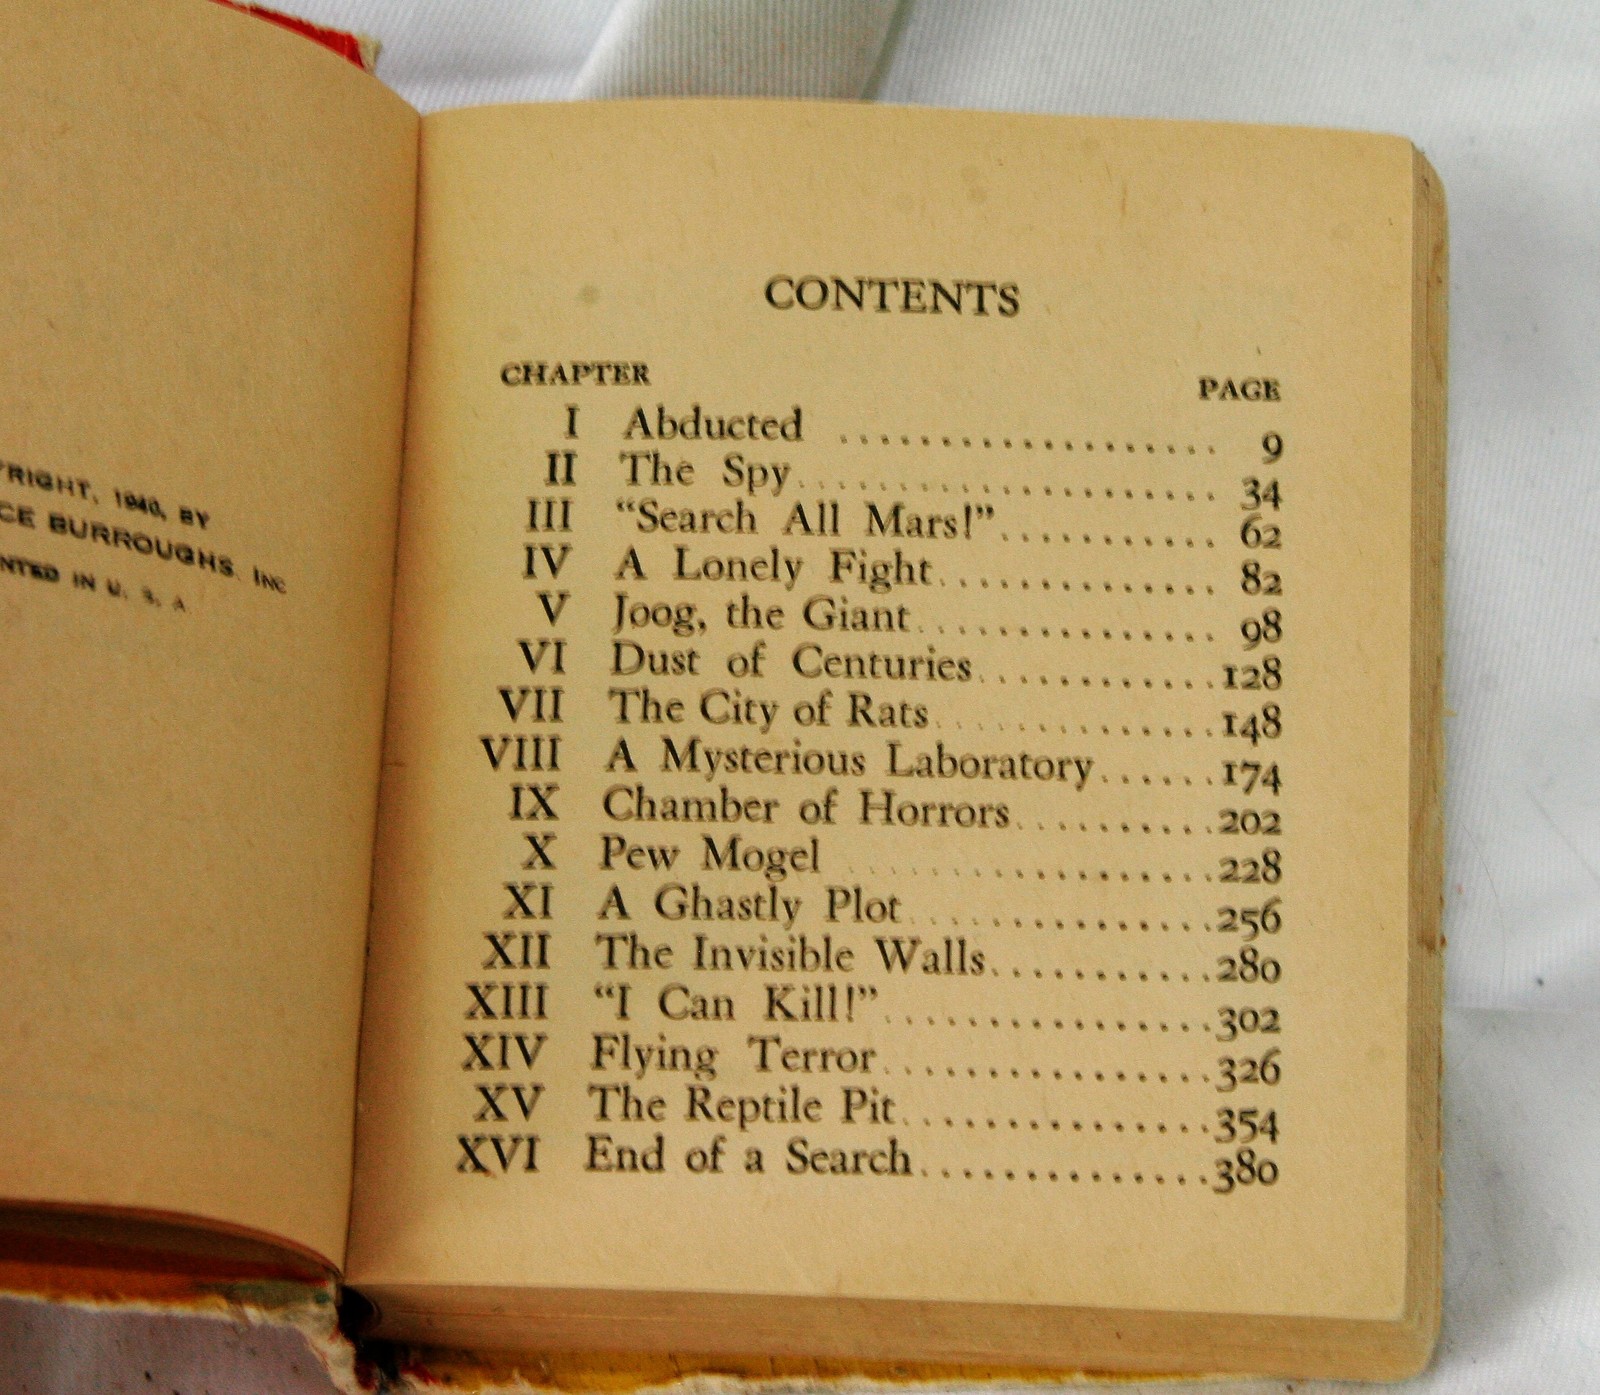 YRIGHT, 1940, BY
CE BURROUGHS, INC
NTED IN U. S. A.
CONTENTS
CHAPTER PAGE
I Abducted .................... 9
II The Spy........................ 34
III "Search All Mars!"............ 62
IV A Lonely Fight............... 82
V Joog, the Giant................ 98
VI Dust of Centuries............128
VII The City of Rats..............148
VIII A Mysterious Laboratory......174
IX Chamber of Horrors..........202
X Pew Mogel ..................228
XI A Ghastly Plot...............256
XII The Invisible Walls...........280
XIII "I Can Kill!"................302
XIV Flying Terror................326
XV The Reptile Pit...............354
XVI End of a Search..............380